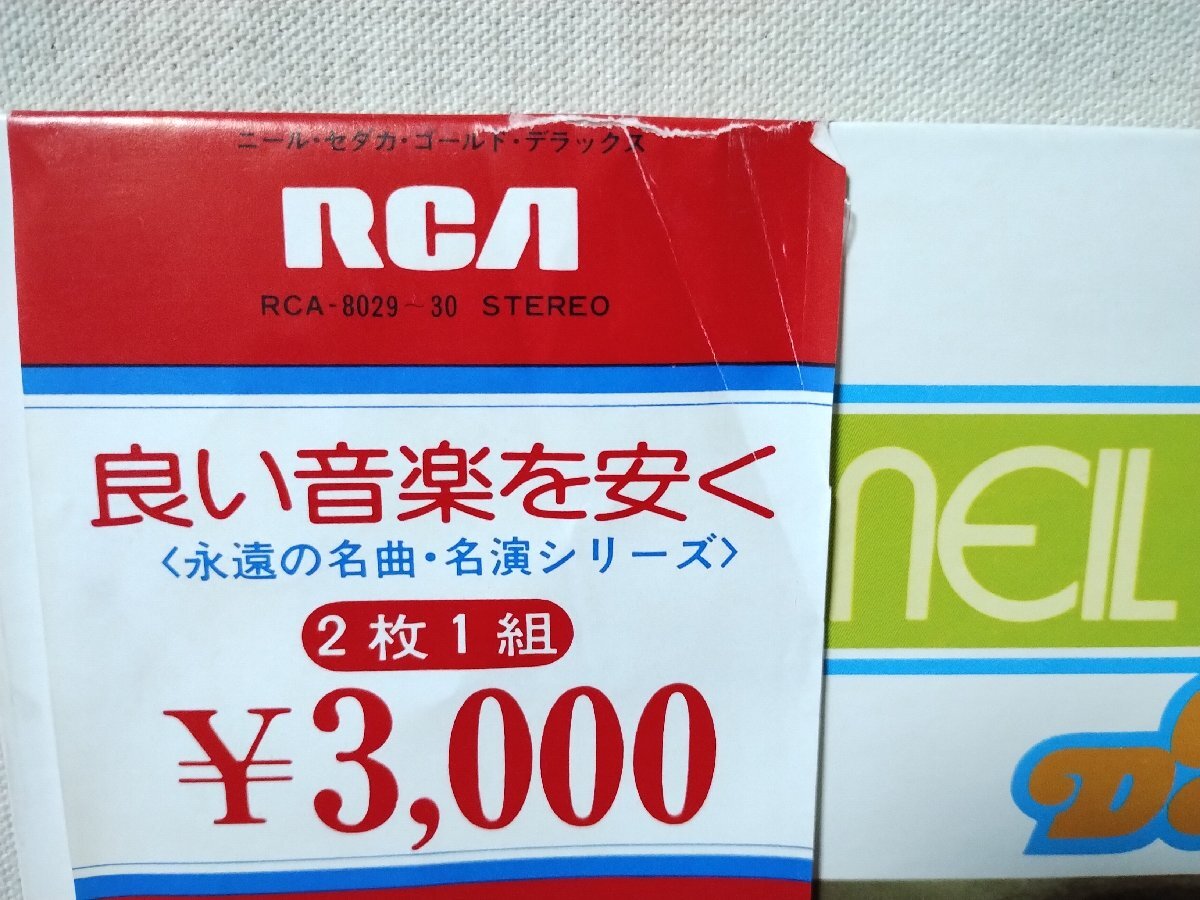 ニール・セダカ・ゴールド・デラックス
RCA
RCA-8029~30 STEREO
良い音楽を安く
〈永遠の名曲・名演シリーズ〉
2枚1組
¥3,000
NEIL